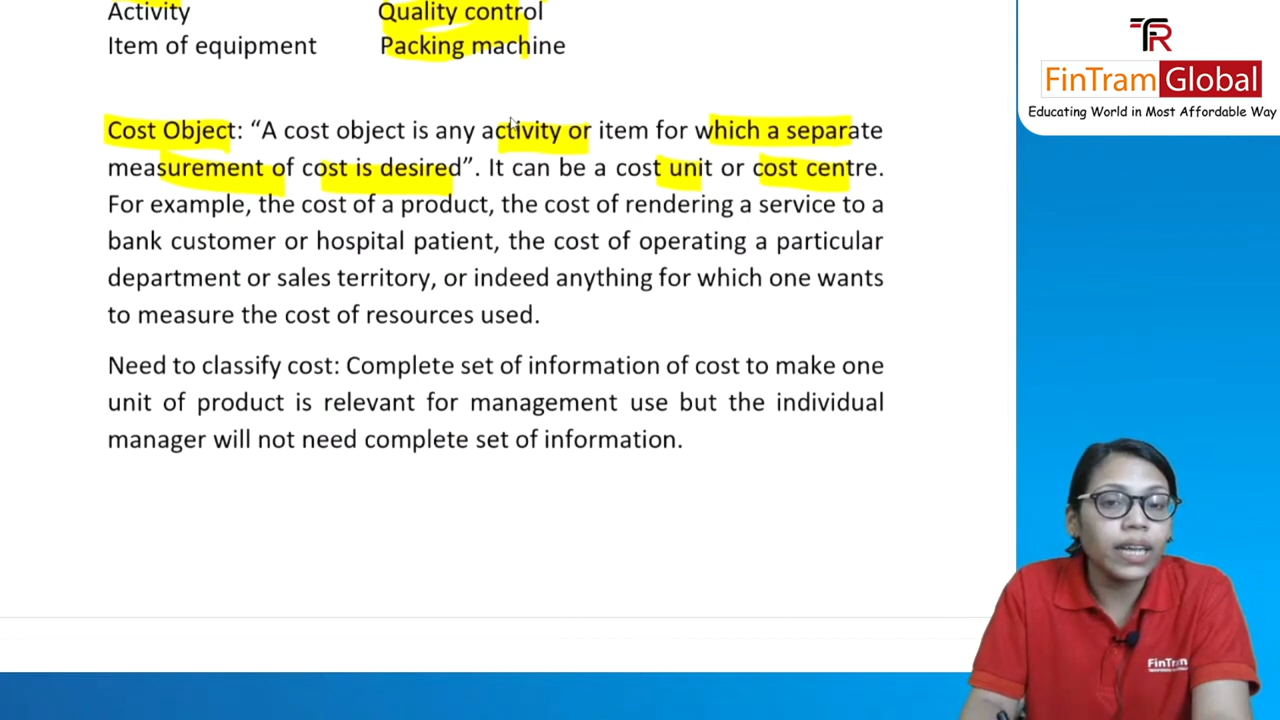 Activity Quality control
Item of equipment Packing machine
Cost Object: “A cost object is any activity or item for which a separate
measurement of cost is desired”. It can be a cost unit or cost centre.
For example, the cost of a product, the cost of rendering a service to a
bank customer or hospital patient, the cost of operating a particular
department or sales territory, or indeed anything for which one wants
to measure the cost of resources used.
Need to classify cost: Complete set of information of cost to make one
unit of product is relevant for management use but the individual
manager will not need complete set of information.
FinTram Global
Educating World in Most Affordable Way
FinTram